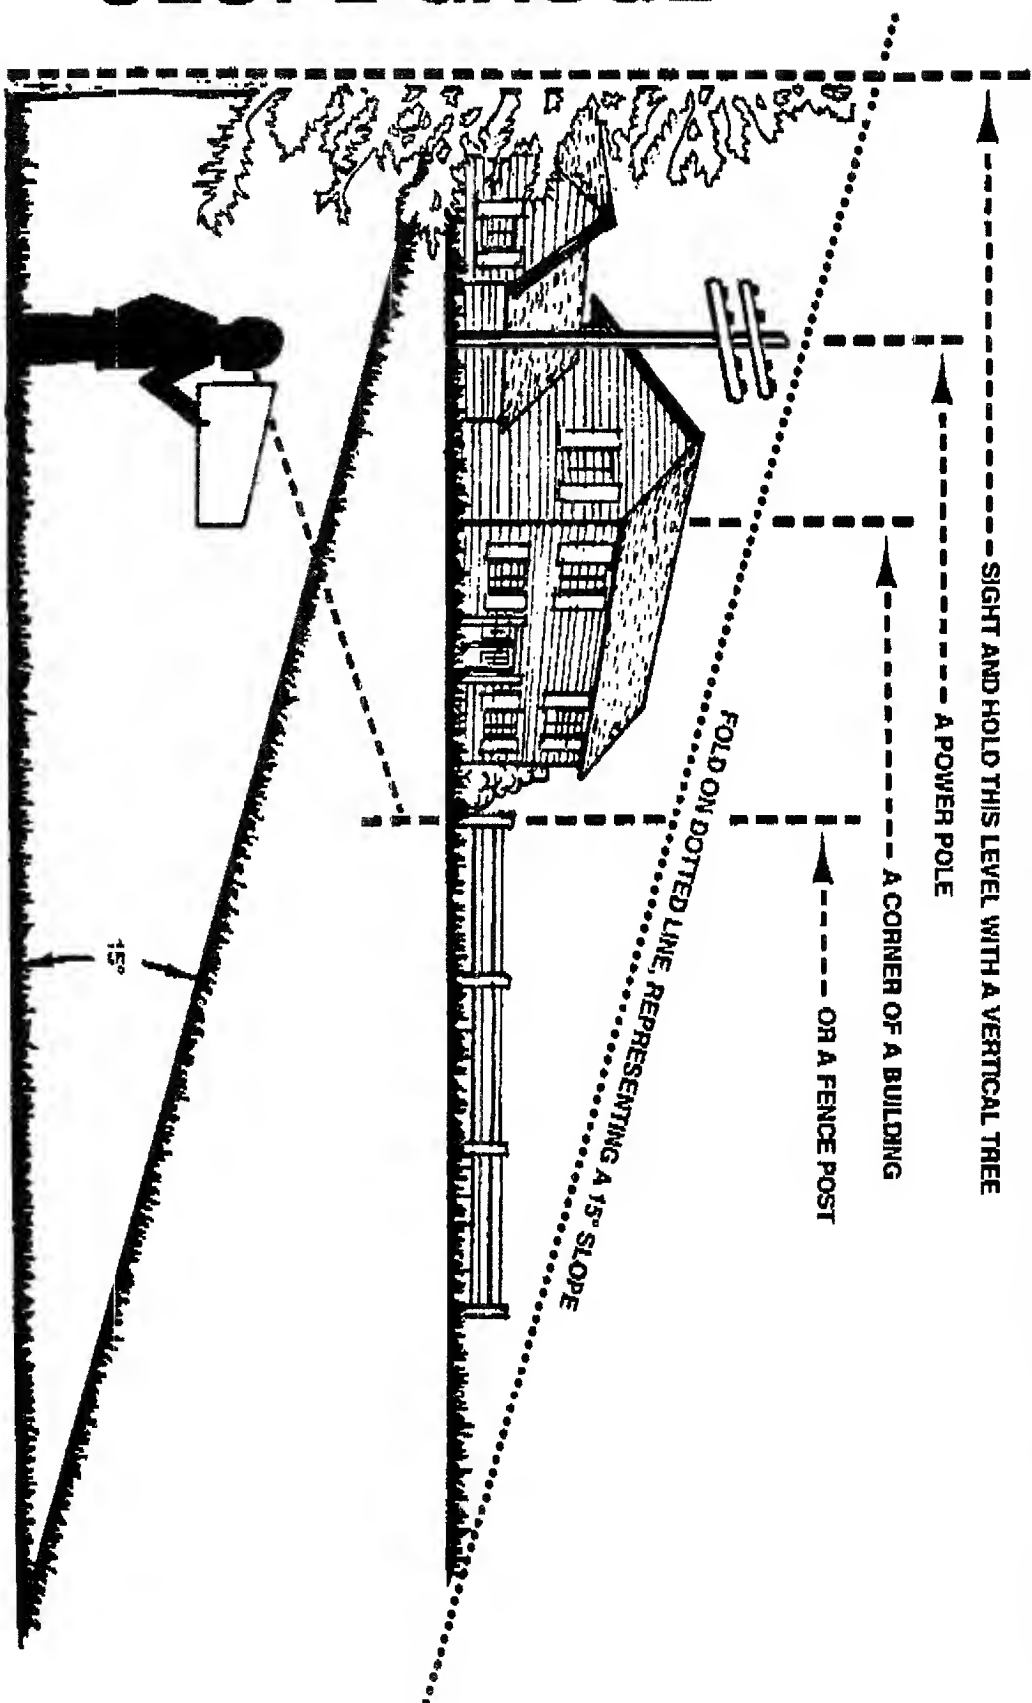 SIGHT AND HOLD THIS LEVEL WITH A VERTICAL TREE
A POWER POLE
A CORNER OF A BUILDING
OR A FENCE POST
FOLD ON DOTTED LINE, REPRESENTING A 15° SLOPE
15°